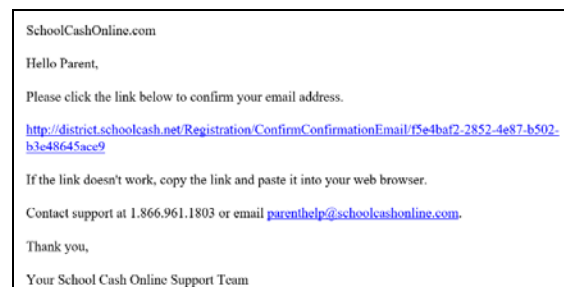 SchoolCashOnline.com
Hello Parent,
Please click the link below to confirm your email address.
http://district.schoolcash.net/Registration/ConfirmConfirmationEmail/f5e4baf2-2852-4e87-b502-
b3e48645ace9
If the link doesn't work, copy the link and paste it into your web browser.
Contact support at 1.866.961.1803 or email parenthelp@schoolcashonline.com.
Thank you,
Your School Cash Online Support Team